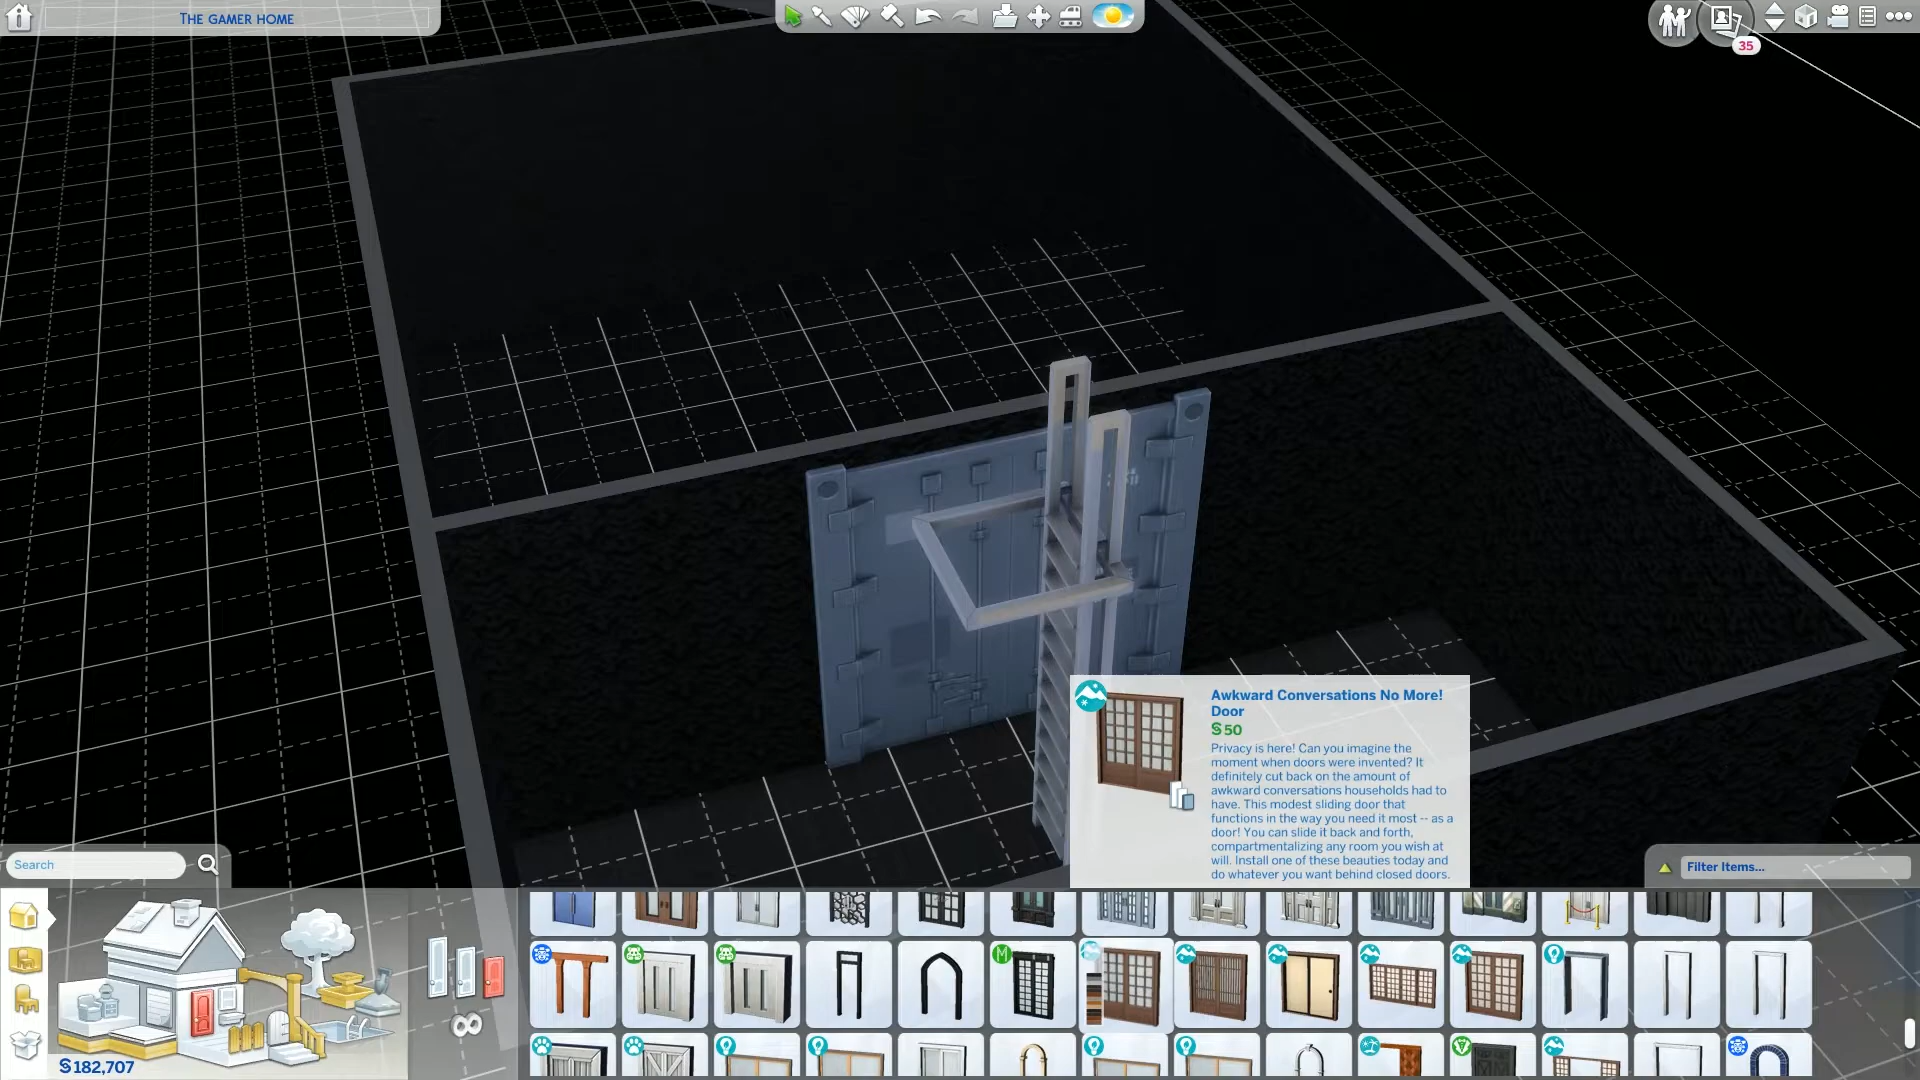 THE GAMER HOME
35
Awkward Conversations No More!
Door
§50
Privacy is here! Can you imagine the
moment when doors were invented? It
definitely cut back on the amount of
awkward conversations households had to
have. This modest sliding door that
functions in the way you need it most -- as a
door! You can slide it back and forth,
compartmentalizing any room you wish at
will. Install one of these beauties today and
do whatever you want behind closed doors.
Search
Filter Items...
M
§182,707